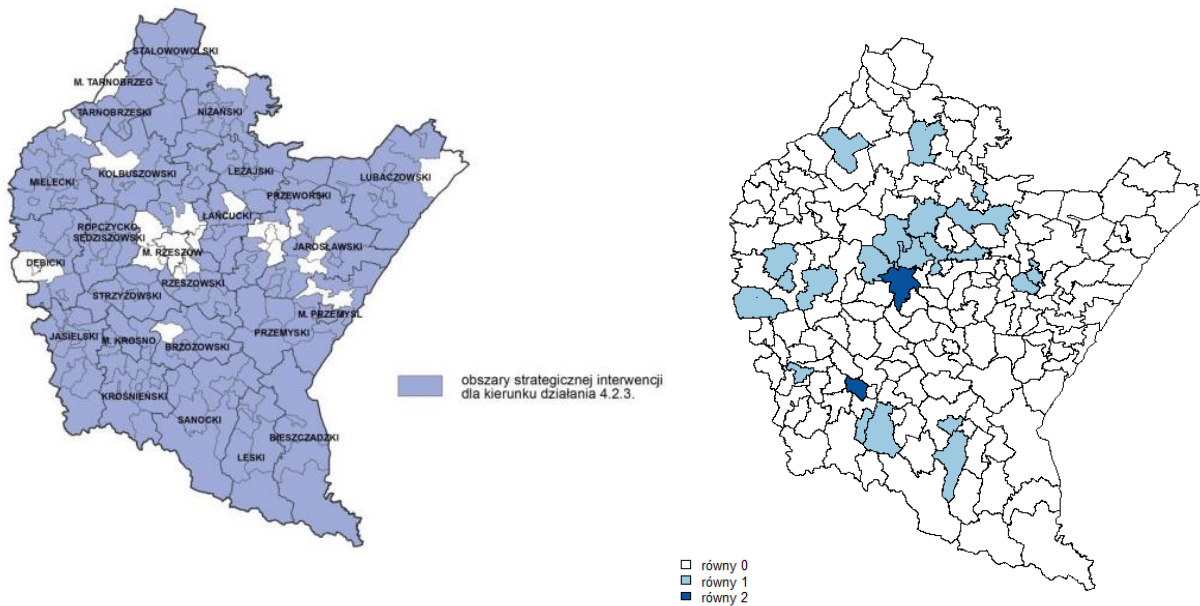 STALOWOWOLSKI
M. TARNOBRZEG
TARNOBRZESKI
NIŻAŃSKI
KOLBUSZOWSKI
LEŻAJSKI
LUBACZOWSKI
MIELECKI
PRZEWORSKI
ŁAŃCUCKI
ROPCZYCKO-
SĘDZISZOWSKI
JAROSŁAWSKI
M. RZESZÓW
DĘBICKI
RZESZOWSKI
STRZYŻOWSKI
M. PRZEMYŚL
PRZEMYSKI
JASIELSKI
M. KROSNO
BRZOZOWSKI
KROŚNIEŃSKI
SANOCKI
BIESZCZADZKI
LESKI
obszary strategicznej interwencji
dla kierunku działania 4.2.3.
równy 0
równy 1
równy 2